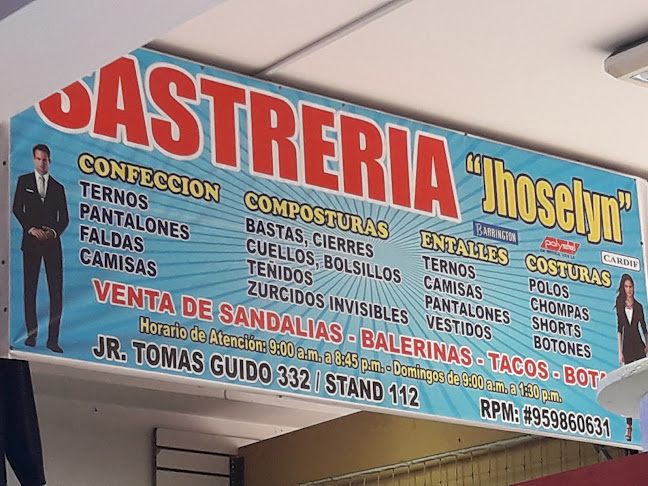 SASTRERIA
"Jhoselyn"
CONFECCION
TERNOS
PANTALONES
FALDAS
CAMISAS
COMPOSTURAS
BASTAS, CIERRES
CUELLOS, BOLSILLOS
TEÑIDOS
ZURCIDOS INVISIBLES
BARRINGTON
ENTALLES
TERNOS
CAMISAS
PANTALONES
VESTIDOS
polystel
CARDIF
COSTURAS
POLOS
CHOMPAS
SHORTS
BOTONES
VENTA DE SANDALIAS - BALERINAS - TACOS - BOTA
Horario de Atención: 9:00 a.m. a 8:45 p.m. - Domingos de 9:00 a.m. a 1:30 p.m.
JR. TOMAS GUIDO 332 / STAND 112
RPM: #959860631